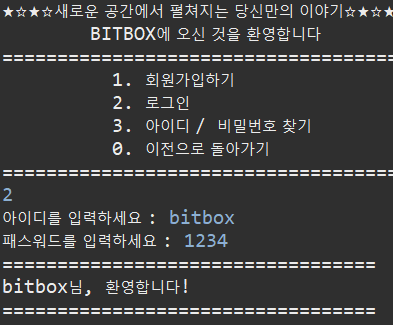 ★☆★☆새로운 공간에서 펼쳐지는 당신만의 이야기☆★☆★
BITBOX에 오신 것을 환영합니다
=====================================
1. 회원가입하기
2. 로그인
3. 아이디 / 비밀번호 찾기
0. 이전으로 돌아가기
=====================================
2
아이디를 입력하세요 : bitbox
패스워드를 입력하세요 : 1234
===================================
bitbox님, 환영합니다!
===================================